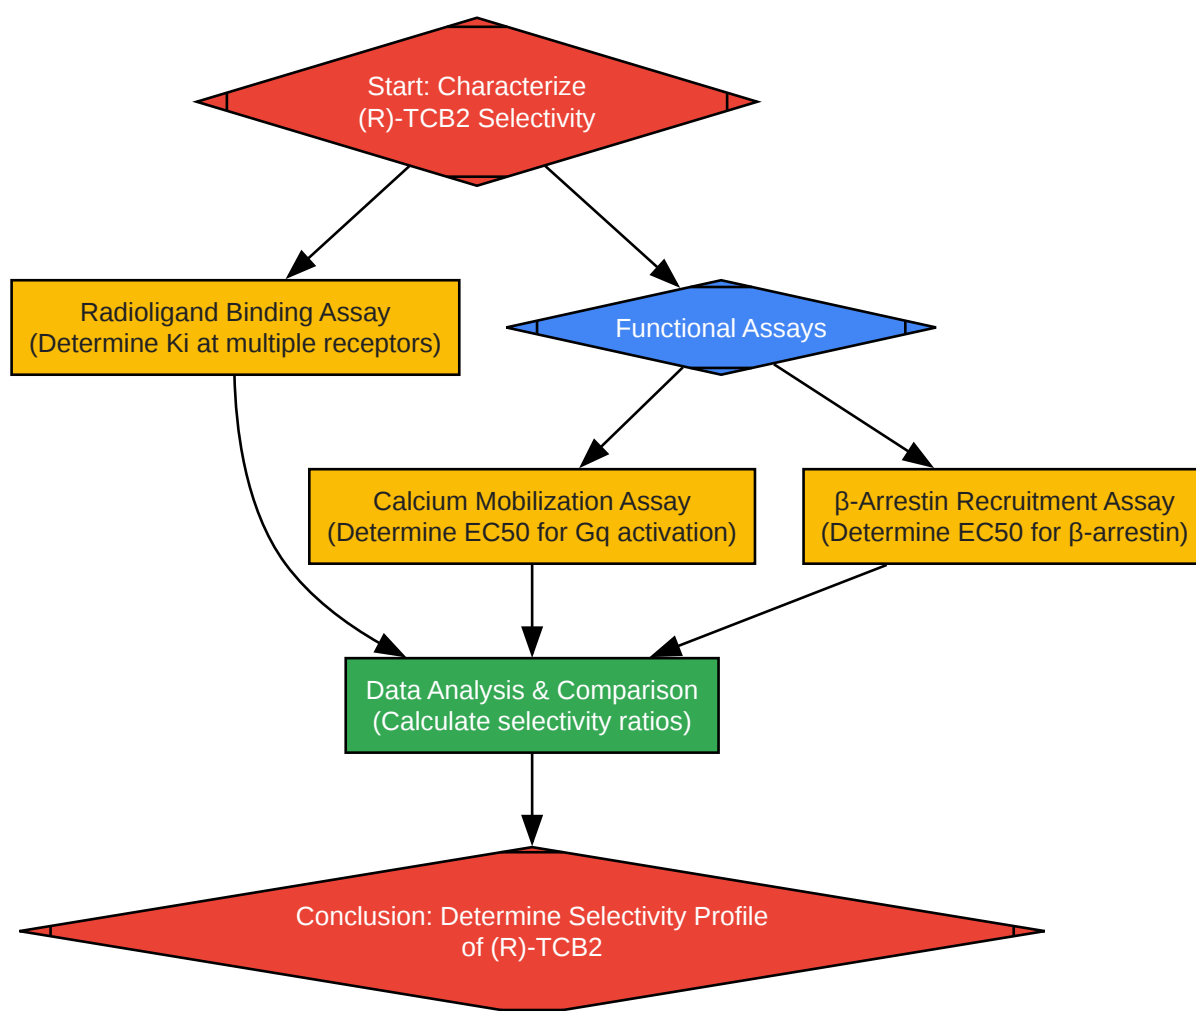 Start: Characterize
(R)-TCB2 Selectivity
Radioligand Binding Assay
(Determine Ki at multiple receptors)
Functional Assays
Calcium Mobilization Assay
(Determine EC50 for Gq activation)
β-Arrestin Recruitment Assay
(Determine EC50 for β-arrestin)
Data Analysis & Comparison
(Calculate selectivity ratios)
Conclusion: Determine Selectivity Profile
of (R)-TCB2